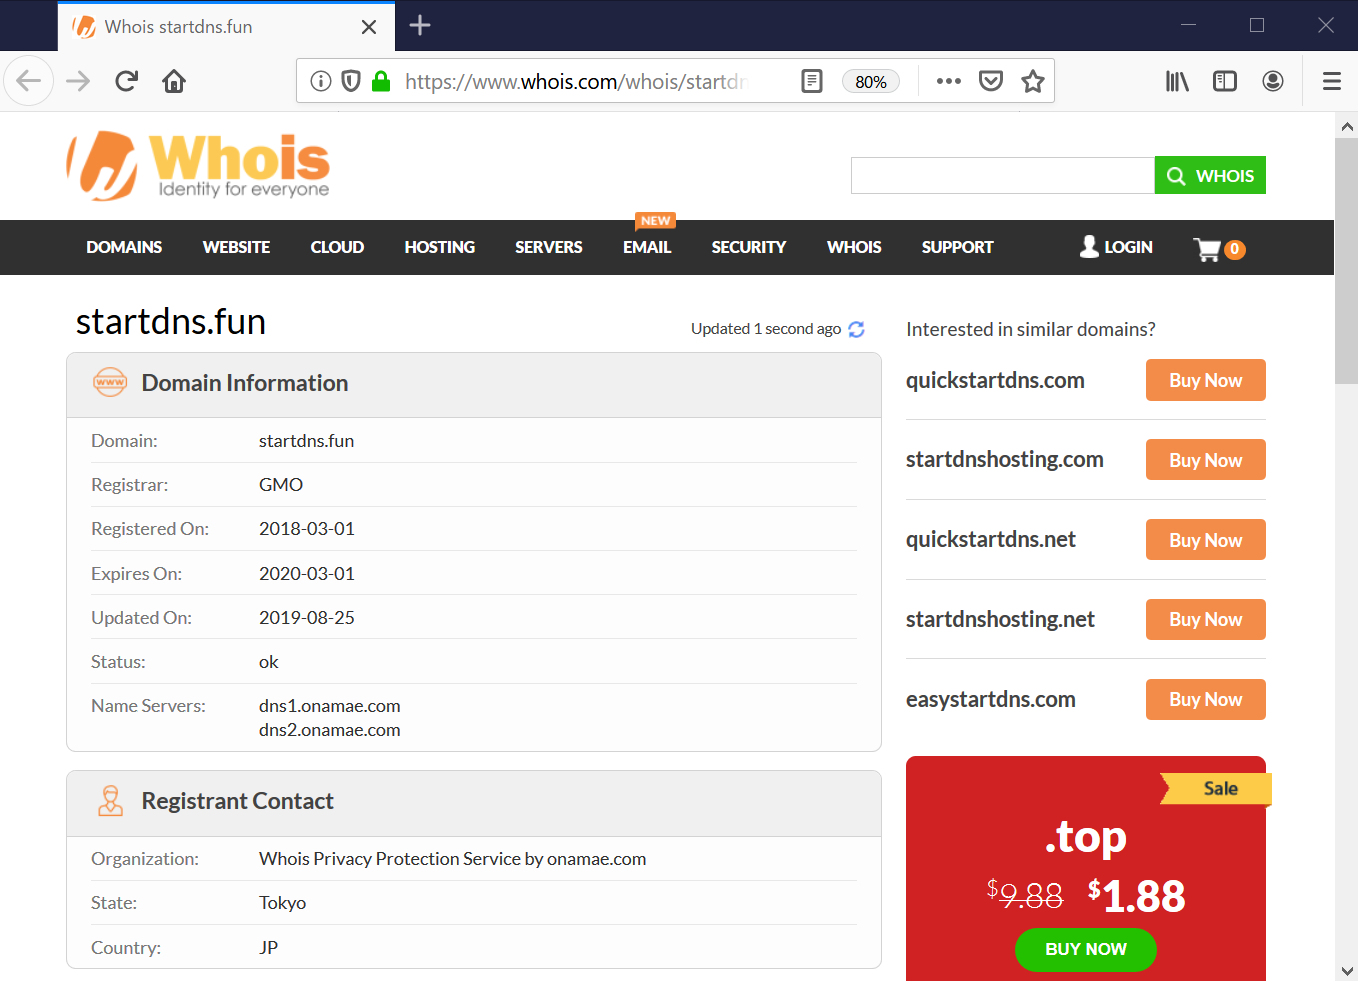 Whois startdns.fun
https://www.whois.com/whois/startdn
80%
Whois
Identity for everyone
WHOIS
NEW
DOMAINS WEBSITE CLOUD HOSTING SERVERS EMAIL SECURITY WHOIS SUPPORT LOGIN 0
startdns.fun
Updated 1 second ago
www Domain Information
Domain: startdns.fun
Registrar: GMO
Registered On: 2018-03-01
Expires On: 2020-03-01
Updated On: 2019-08-25
Status: ok
Name Servers: dns1.onamae.com
dns2.onamae.com
Registrant Contact
Organization: Whois Privacy Protection Service by onamae.com
State: Tokyo
Country: JP
Interested in similar domains?
quickstartdns.com Buy Now
startdnshosting.com Buy Now
quickstartdns.net Buy Now
startdnshosting.net Buy Now
easystartdns.com Buy Now
Sale
.top
$9.88 $1.88
BUY NOW